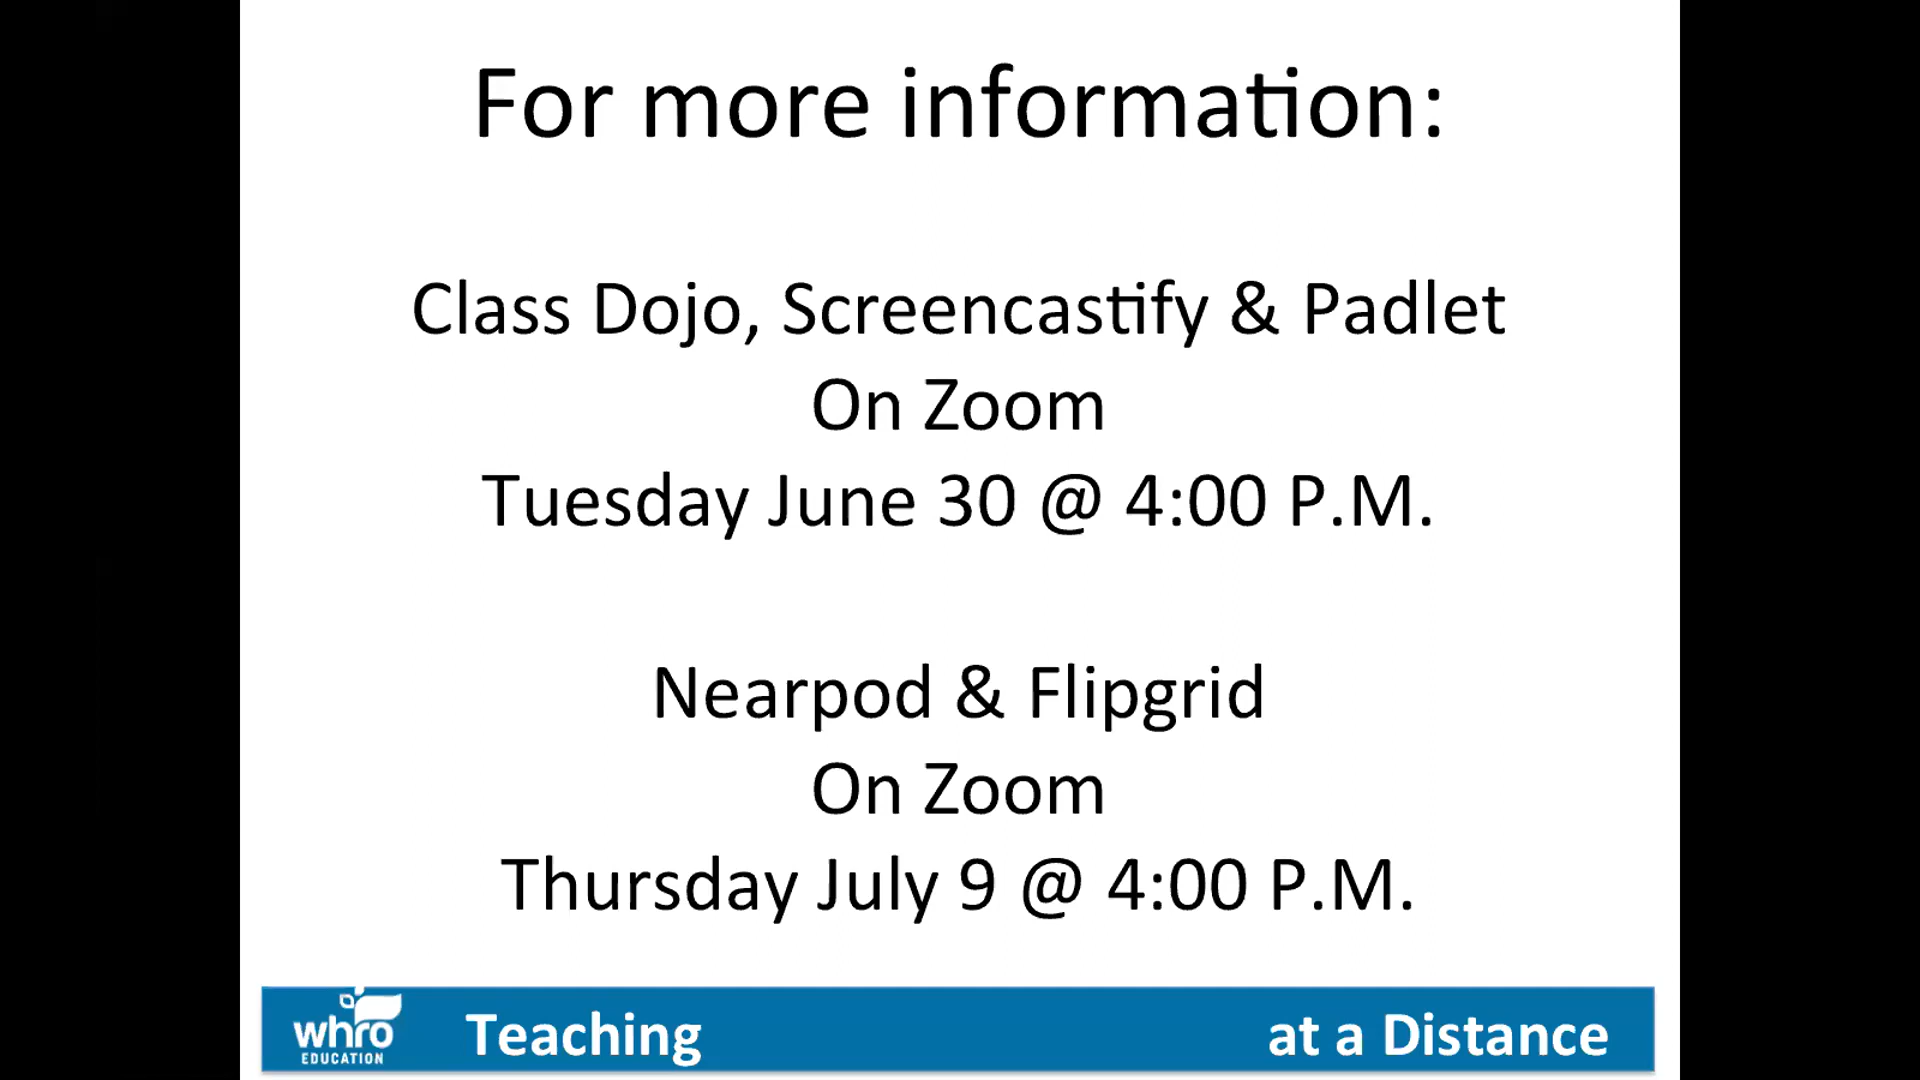 For more information:
Class Dojo, Screencastify & Padlet
On Zoom
Tuesday June 30 @ 4:00 P.M.
Nearpod & Flipgrid
On Zoom
Thursday July 9 @ 4:00 P.M.
whro
EDUCATION
Teaching at a Distance